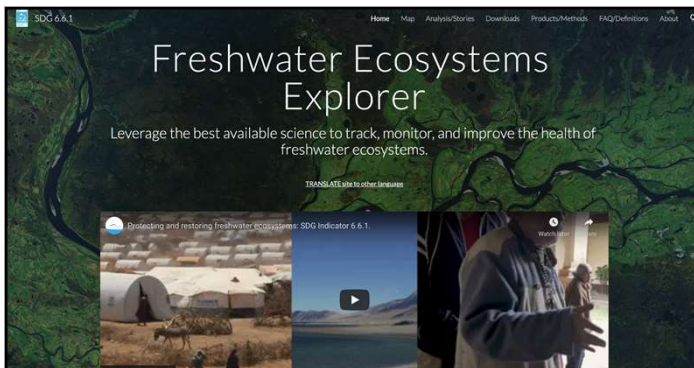 SDG 6.6.1
Home Map Analysis/Stories Downloads Products/Methods FAQ/Definitions About
Freshwater Ecosystems
Explorer
Leverage the best available science to track, monitor, and improve the health of
freshwater ecosystems.
TRANSLATE site to other language
Protecting and restoring freshwater ecosystems: SDG Indicator 6.6.1.
Watch later